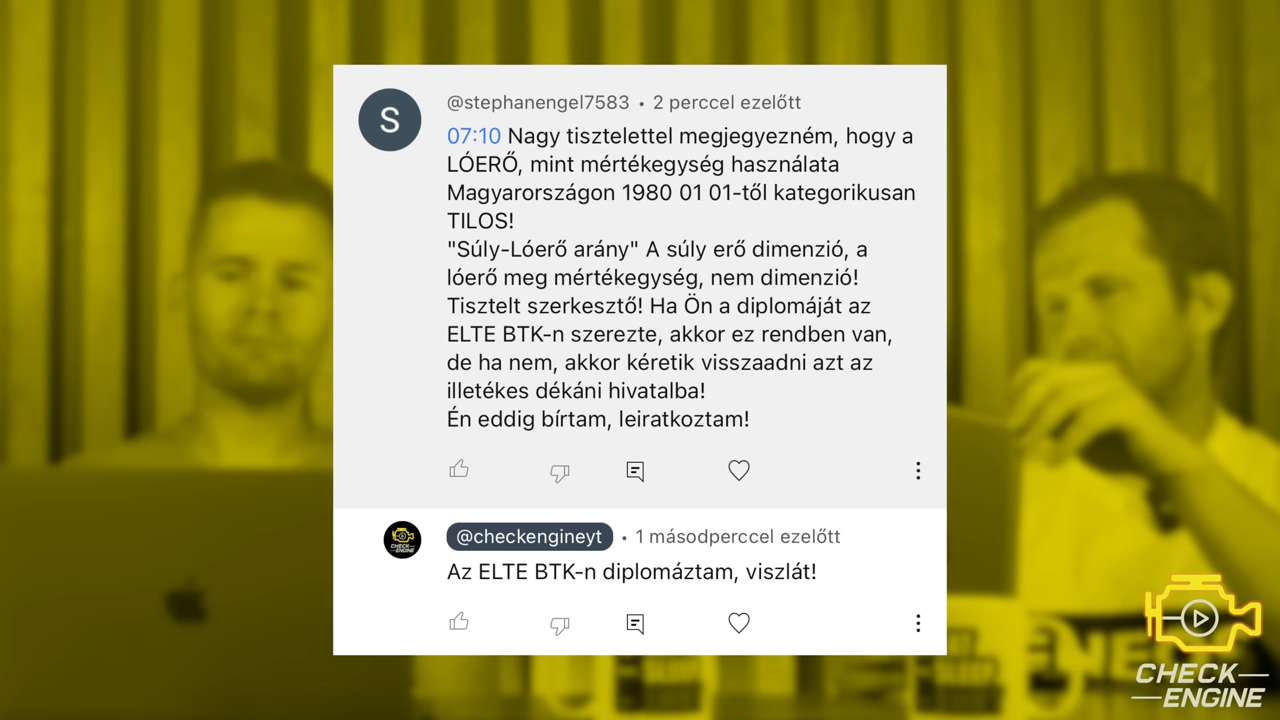 @stephanengel7583 • 2 perccel ezelőtt
07:10 Nagy tisztelettel megjegyezném, hogy a
LÓERŐ, mint mértékegység használata
Magyarországon 1980 01 01-től kategorikusan
TILOS!
"Súly-Lóerő arány" A súly erő dimenzió, a
lóerő meg mértékegység, nem dimenzió!
Tisztelt szerkesztő! Ha Ön a diplomáját az
ELTE BTK-n szerezte, akkor ez rendben van,
de ha nem, akkor kéretik visszaadni azt az
illetékes dékáni hivatalba!
Én eddig bírtam, leiratkoztam!
@checkengineyt • 1 másodperccel ezelőtt
Az ELTE BTK-n diplomáztam, viszlát!
S
CHECK
ENGINE
CHECK
ENGINE